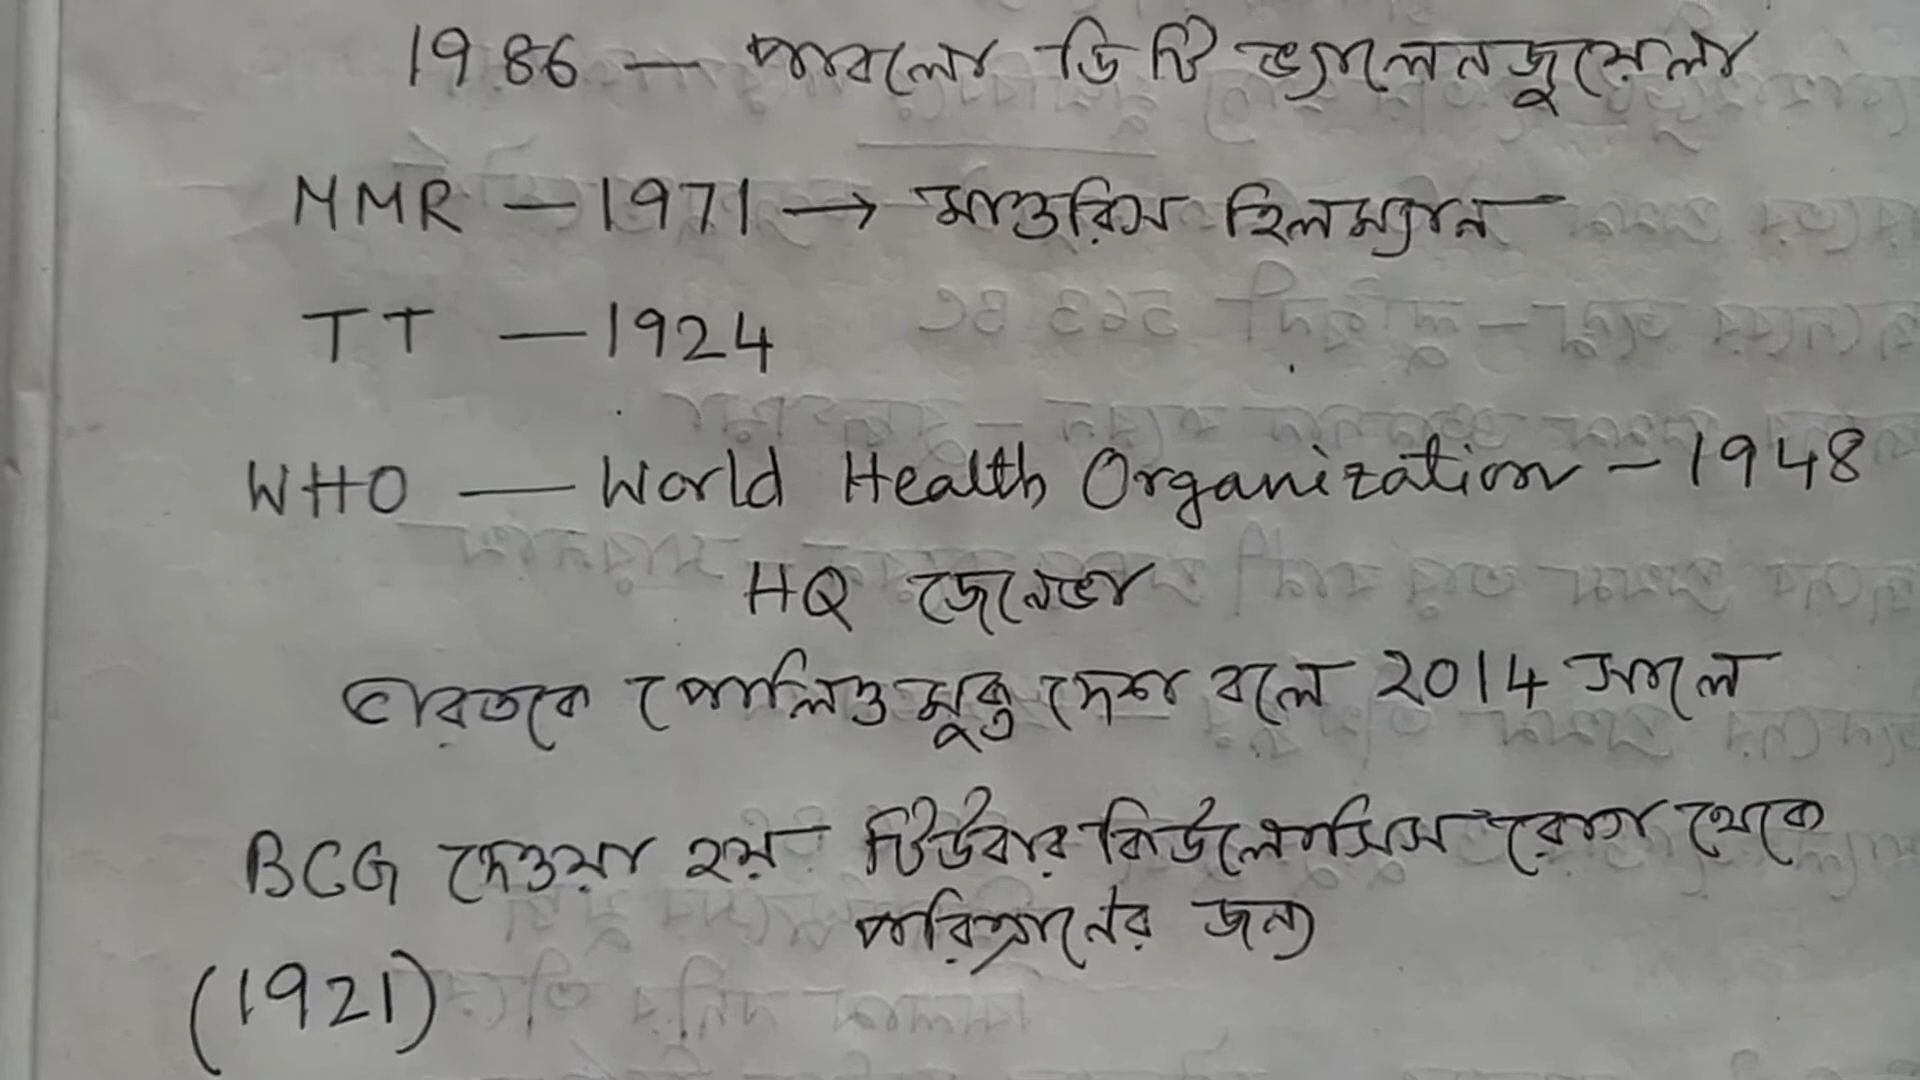 1986 — পাবলো ডি টি ভ্যালেনজুয়েলা
MMR — 1971 → মাওরিস হিলম্যান
TT — 1924
WHO — World Health Organization - 1948
HQ জেনেভা
ভারতকে পোলিও মুক্ত দেশ বলে 2014 সালে
BCG দেওয়া হয় টিউবারকিউলোসিস রোগ থেকে
পরিত্রানের জন্য
(1921)